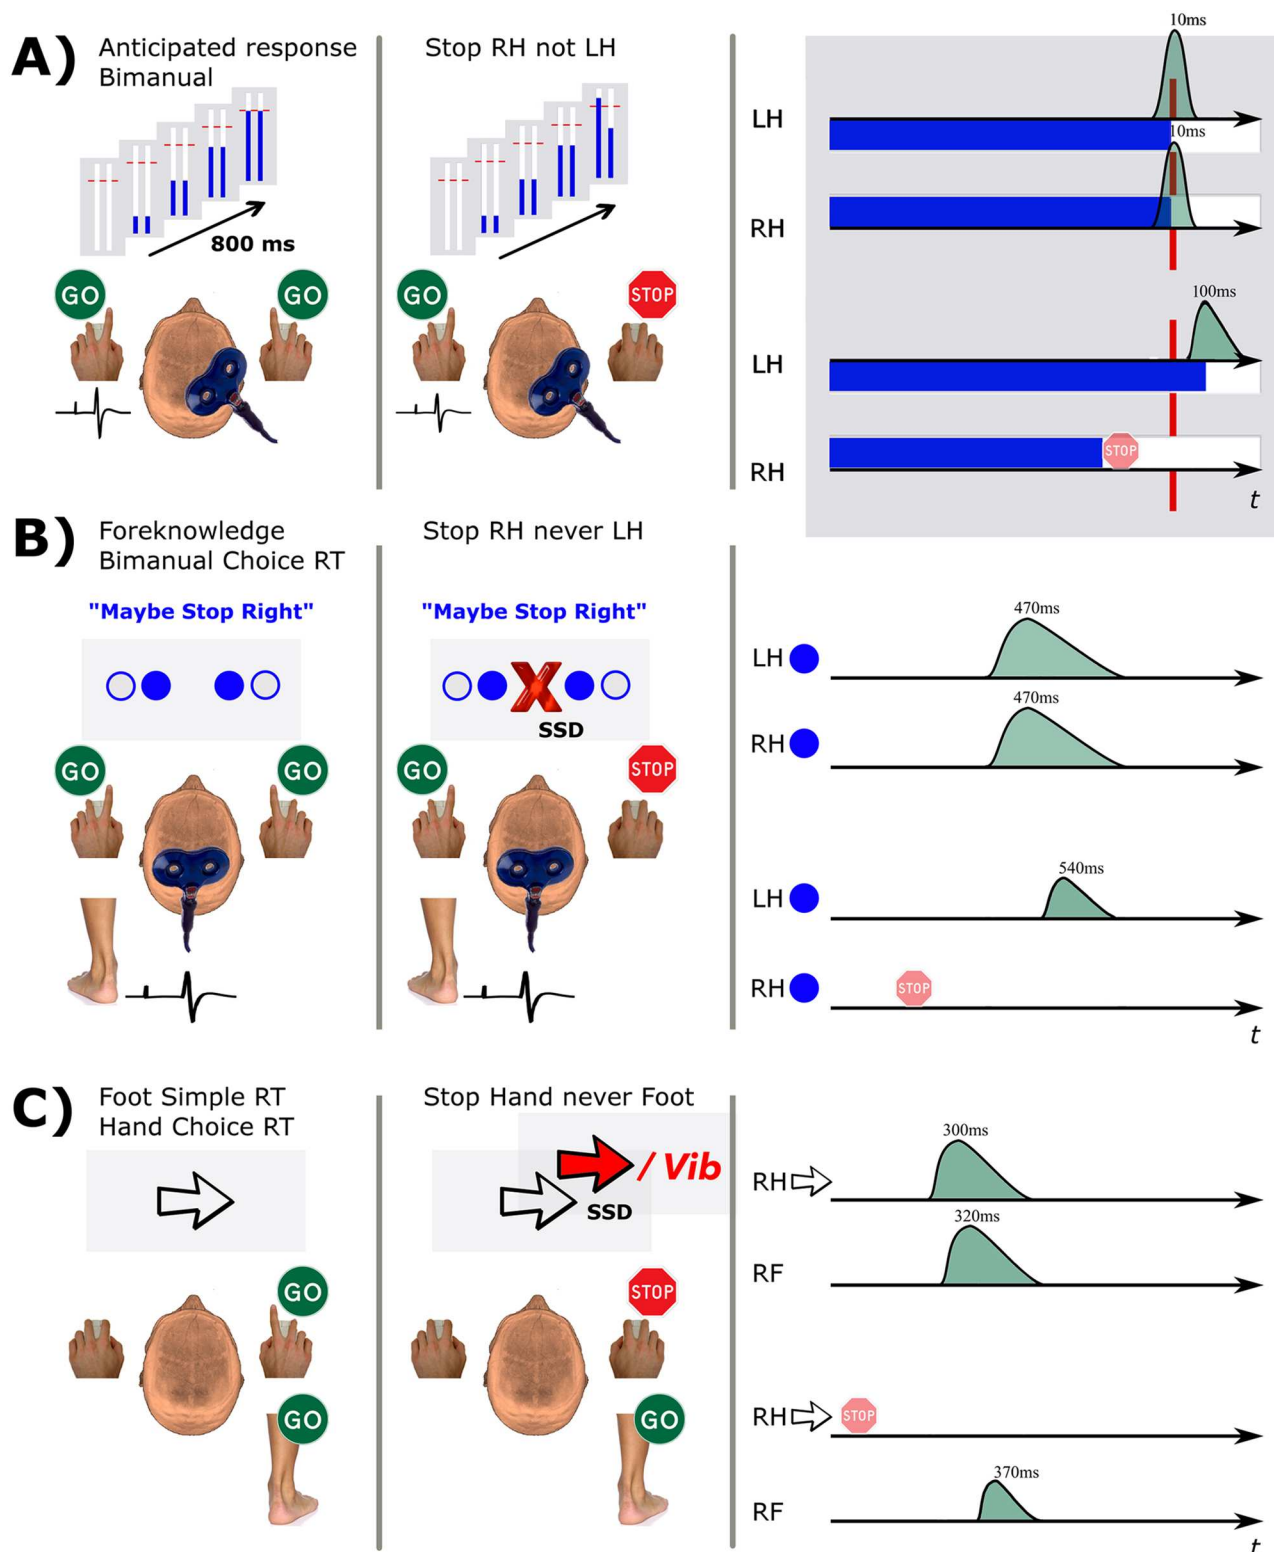 A)
Anticipated response
Bimanual
Stop RH not LH
800 ms
GO
GO
GO
STOP
10ms
LH
10ms
RH
100ms
LH
STOP
RH
t
B)
Foreknowledge
Bimanual Choice RT
Stop RH never LH
"Maybe Stop Right"
"Maybe Stop Right"
X
SSD
GO
GO
GO
STOP
470ms
LH
470ms
RH
540ms
LH
STOP
RH
t
C)
Foot Simple RT
Hand Choice RT
Stop Hand never Foot
/ Vib
SSD
GO
STOP
GO
GO
300ms
RH
320ms
RF
RH
STOP
370ms
RF
t